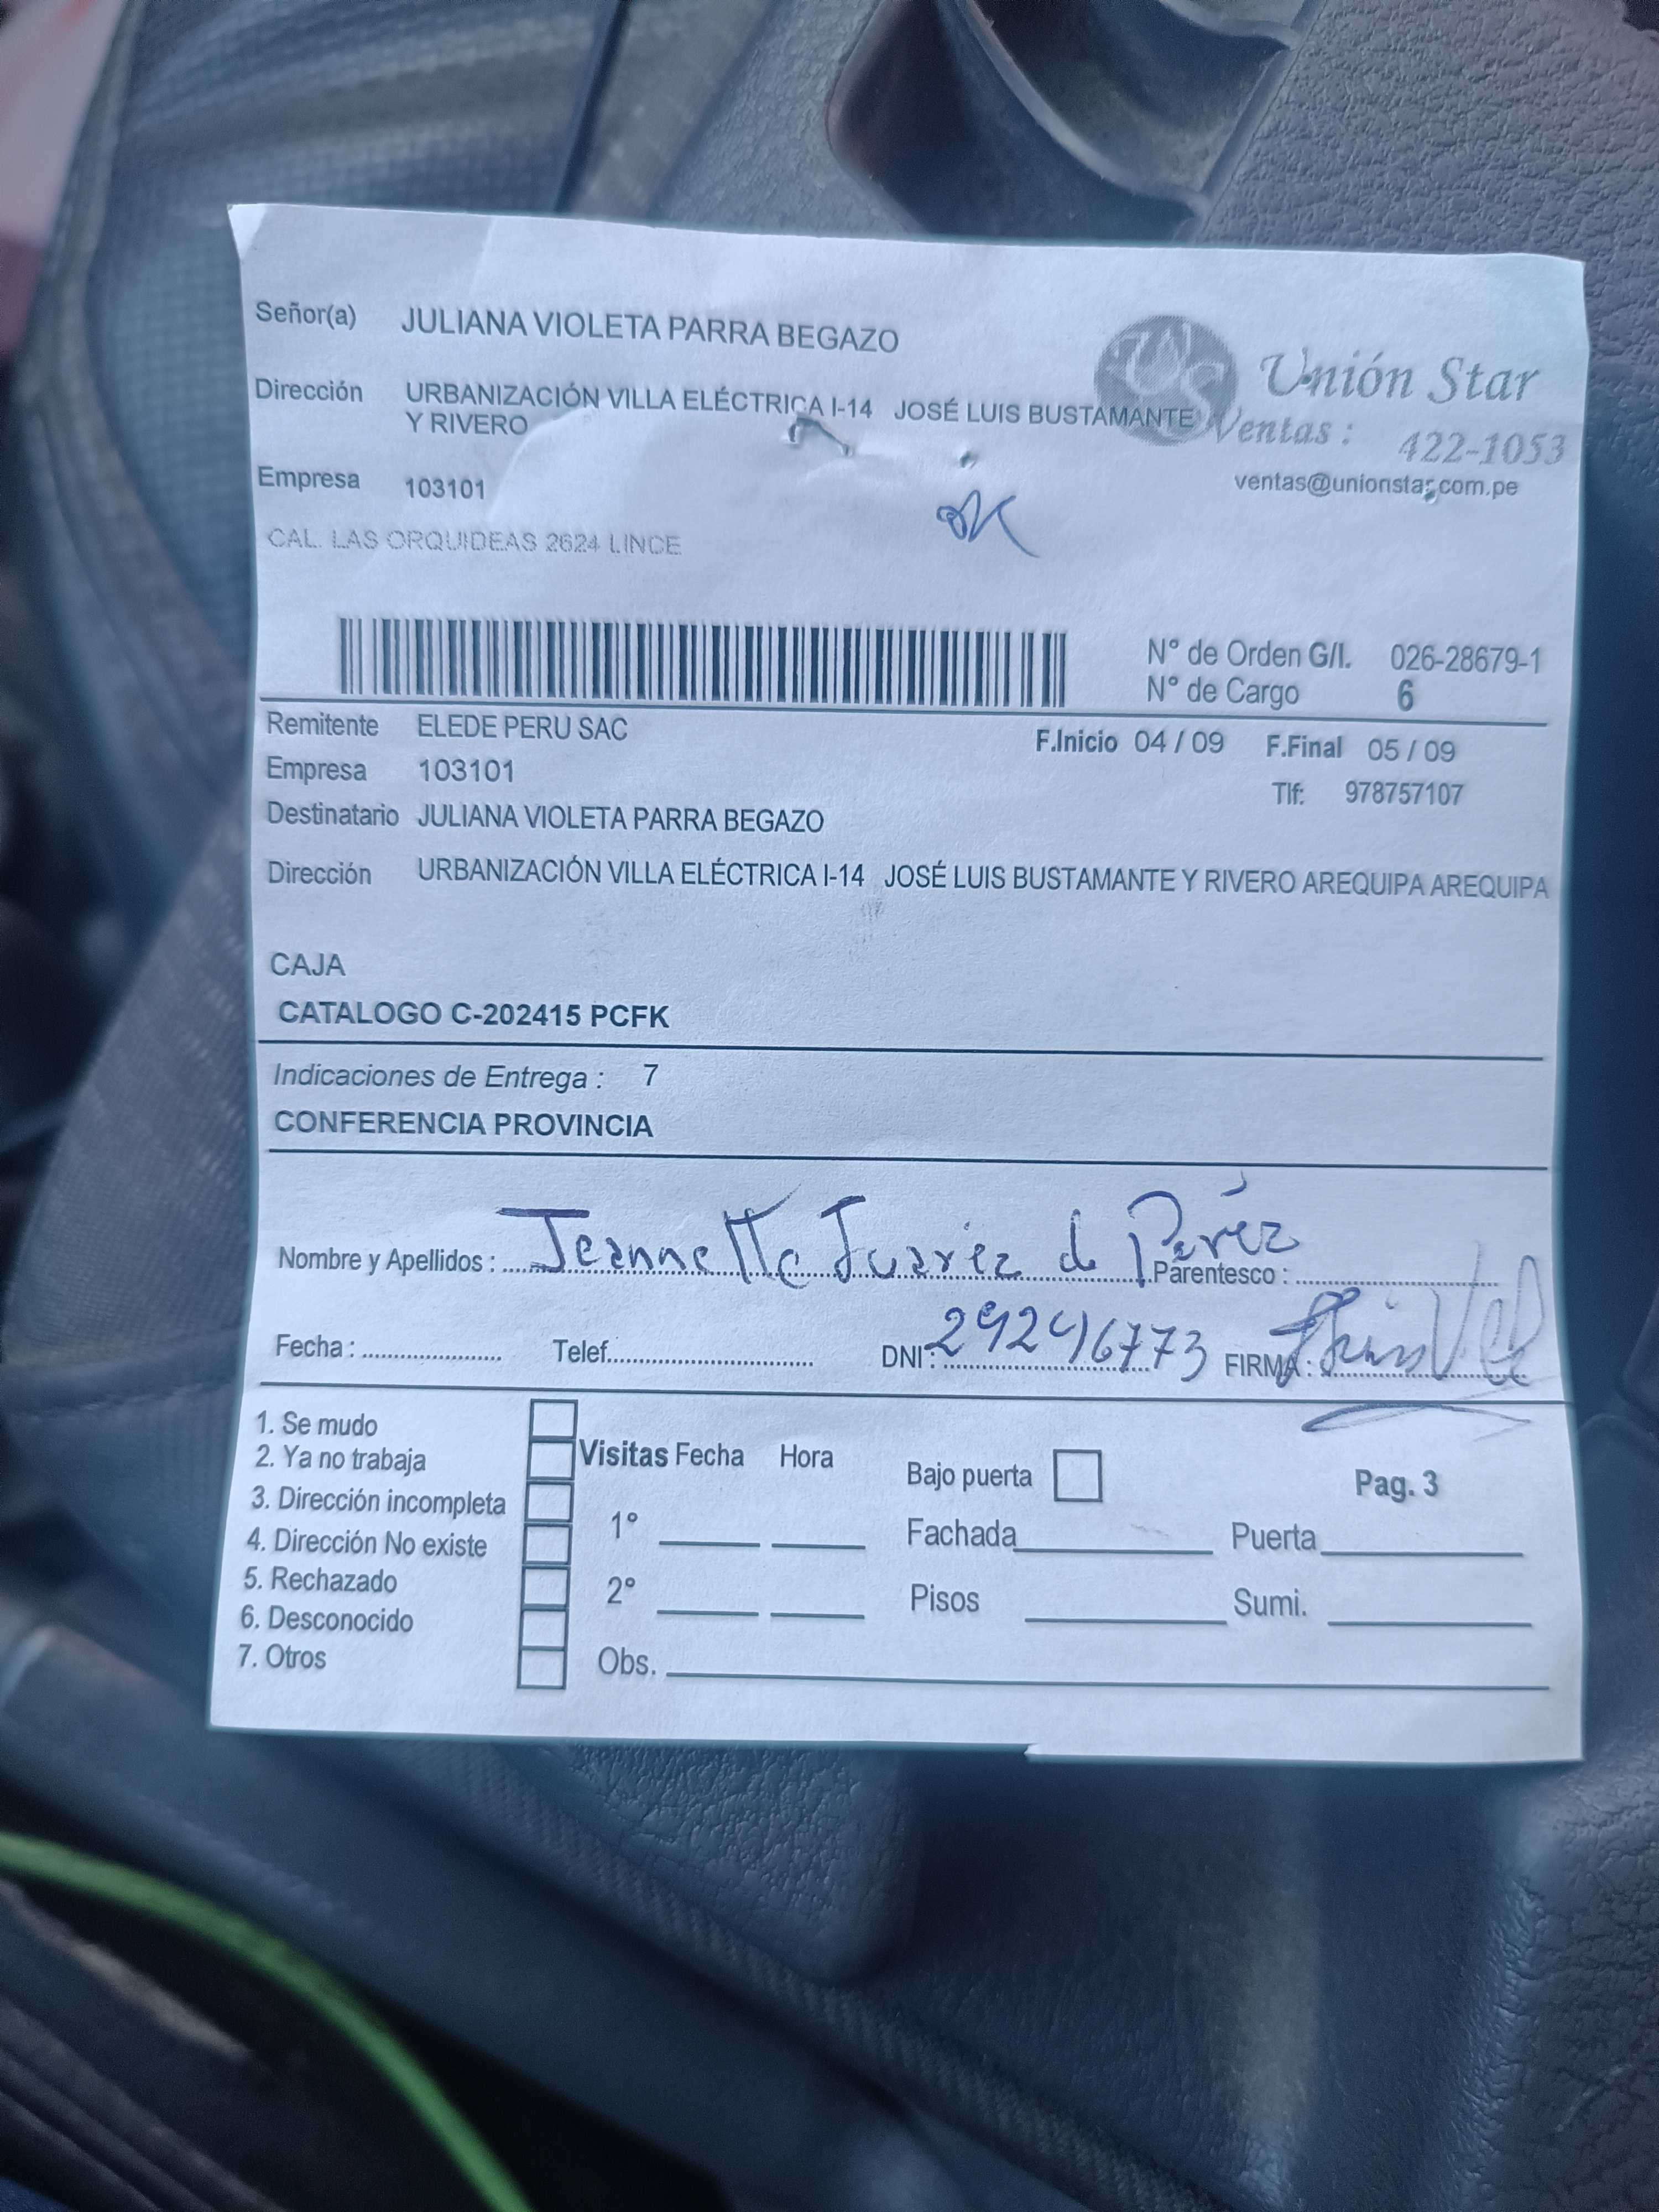 Señor(a) JULIANA VIOLETA PARRA BEGAZO
Dirección URBANIZACIÓN VILLA ELÉCTRICA I-14 JOSÉ LUIS BUSTAMANTE
Y RIVERO
Unión Star
Ventas : 422-1053
ventas@unionstar.com.pe
Empresa 103101
OK
CAL. LAS ORQUIDEAS 2624 LINCE
N° de Orden G/I. 026-28679-1
N° de Cargo 6
Remitente ELEDE PERU SAC
F.Inicio 04 / 09 F.Final 05 / 09
Empresa 103101
Tlf: 978757107
Destinatario JULIANA VIOLETA PARRA BEGAZO
Dirección URBANIZACIÓN VILLA ELÉCTRICA I-14 JOSÉ LUIS BUSTAMANTE Y RIVERO AREQUIPA AREQUIPA
CAJA
CATALOGO C-202415 PCFK
Indicaciones de Entrega : 7
CONFERENCIA PROVINCIA
Nombre y Apellidos : Jeannette Juaréz d Peréz Parentesco :
Fecha : Telef. DNI : 29246773 FIRMA :
1. Se mudo
2. Ya no trabaja
3. Dirección incompleta
4. Dirección No existe
5. Rechazado
6. Desconocido
7. Otros
Visitas Fecha Hora
1°
2°
Obs.
Bajo puerta
Pag. 3
Fachada Puerta
Pisos Sumi.